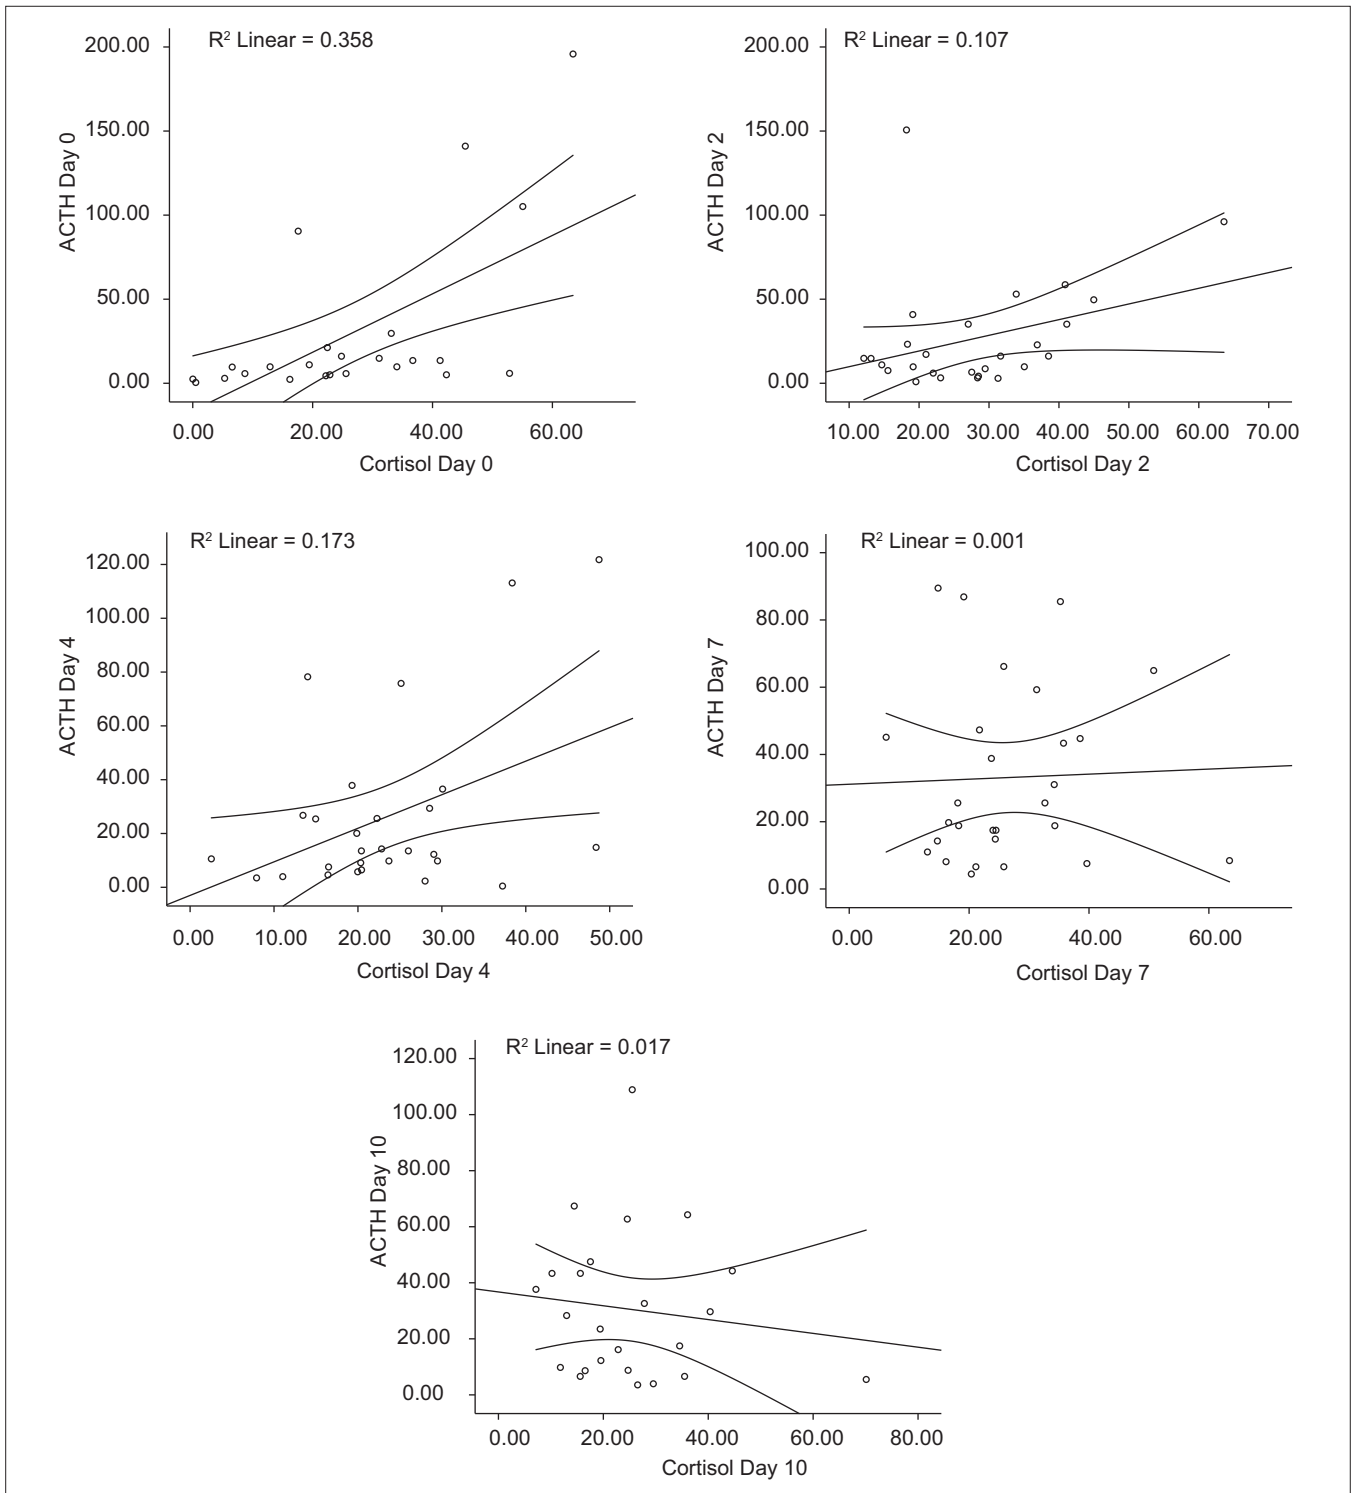 R² Linear = 0.358
200.00
150.00
100.00
50.00
0.00
ACTH Day 0
0.00 20.00 40.00 60.00
Cortisol Day 0
R² Linear = 0.107
200.00
150.00
100.00
50.00
0.00
ACTH Day 2
10.00 20.00 30.00 40.00 50.00 60.00 70.00
Cortisol Day 2
R² Linear = 0.173
120.00
100.00
80.00
60.00
40.00
20.00
0.00
ACTH Day 4
0.00 10.00 20.00 30.00 40.00 50.00
Cortisol Day 4
R² Linear = 0.001
100.00
80.00
60.00
40.00
20.00
0.00
ACTH Day 7
0.00 20.00 40.00 60.00
Cortisol Day 7
R² Linear = 0.017
120.00
100.00
80.00
60.00
40.00
20.00
0.00
ACTH Day 10
0.00 20.00 40.00 60.00 80.00
Cortisol Day 10